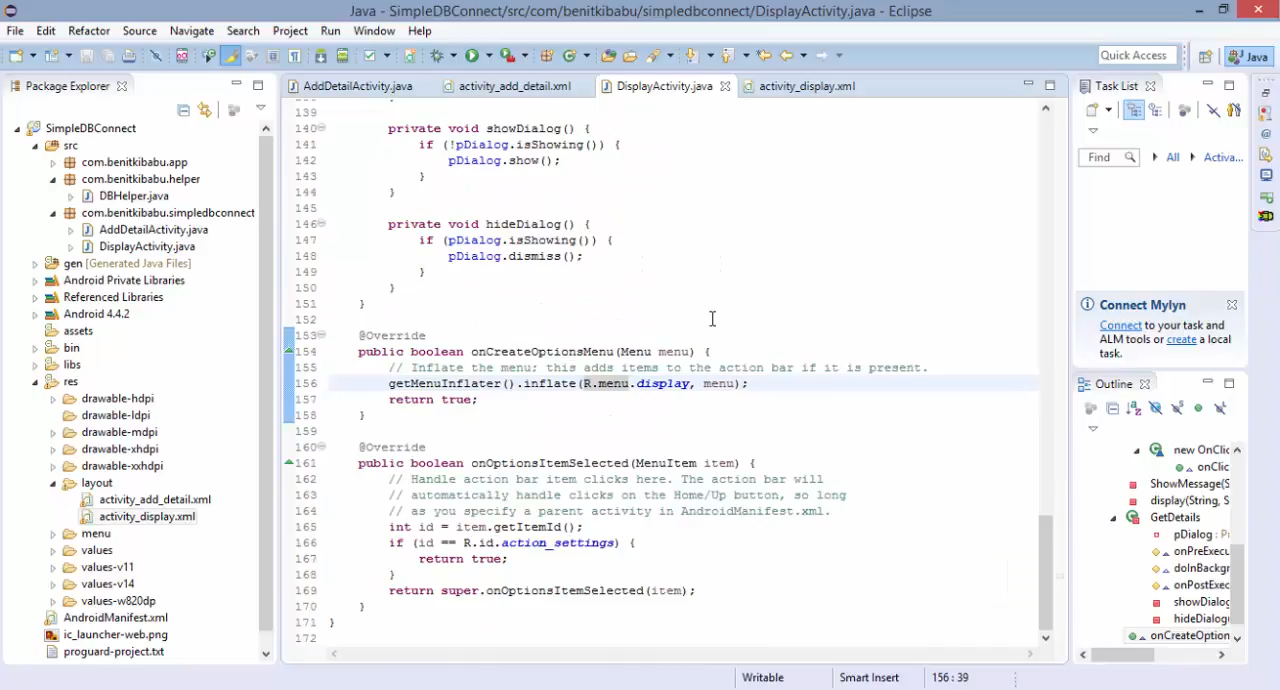 Java - SimpleDBConnect/src/com/benitkibabu/simpledbconnect/DisplayActivity.java - Eclipse
File Edit Refactor Source Navigate Search Project Run Window Help
Quick Access
Java
Package Explorer
SimpleDBConnect
src
com.benitkibabu.app
com.benitkibabu.helper
DBHelper.java
com.benitkibabu.simpledbconnect
AddDetailActivity.java
DisplayActivity.java
gen [Generated Java Files]
Android Private Libraries
Referenced Libraries
Android 4.4.2
assets
bin
libs
res
drawable-hdpi
drawable-ldpi
drawable-mdpi
drawable-xhdpi
drawable-xxhdpi
layout
activity_add_detail.xml
activity_display.xml
menu
values
values-v11
values-v14
values-w820dp
AndroidManifest.xml
ic_launcher-web.png
proguard-project.txt
AddDetailActivity.java activity_add_detail.xml DisplayActivity.java activity_display.xml
139
140 private void showDialog() {
141 if (!pDialog.isShowing()) {
142 pDialog.show();
143 }
144 }
145
146 private void hideDialog() {
147 if (pDialog.isShowing()) {
148 pDialog.dismiss();
149 }
150 }
151 }
152
153 @Override
154 public boolean onCreateOptionsMenu(Menu menu) {
155 // Inflate the menu; this adds items to the action bar if it is present.
156 getMenuInflater().inflate(R.menu.display, menu);
157 return true;
158 }
159
160 @Override
161 public boolean onOptionsItemSelected(MenuItem item) {
162 // Handle action bar item clicks here. The action bar will
163 // automatically handle clicks on the Home/Up button, so long
164 // as you specify a parent activity in AndroidManifest.xml.
165 int id = item.getItemId();
166 if (id == R.id.action_settings) {
167 return true;
168 }
169 return super.onOptionsItemSelected(item);
170 }
171 }
172
Task List
Find All Activa...
Connect Mylyn
Connect to your task and
ALM tools or create a local
task.
Outline
new OnCl
onClic
ShowMessage(S
display(String, S
GetDetails
pDialog : P
onPreExec
doInBackgr
onPostExec
showDialog
hideDialog
onCreateOption
Writable Smart Insert 156 : 39